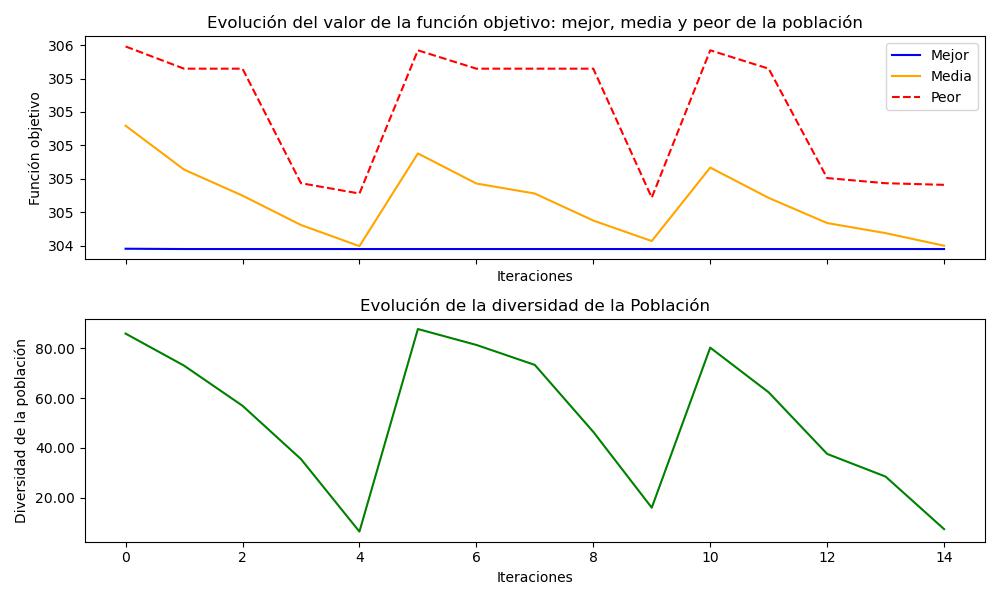 Evolución del valor de la función objetivo: mejor, media y peor de la población
306
305
305
305
305
305
304
Función objetivo
Mejor
Media
Peor
Iteraciones
Evolución de la diversidad de la Población
80.00
60.00
40.00
20.00
Diversidad de la población
0 2 4 6 8 10 12 14
Iteraciones